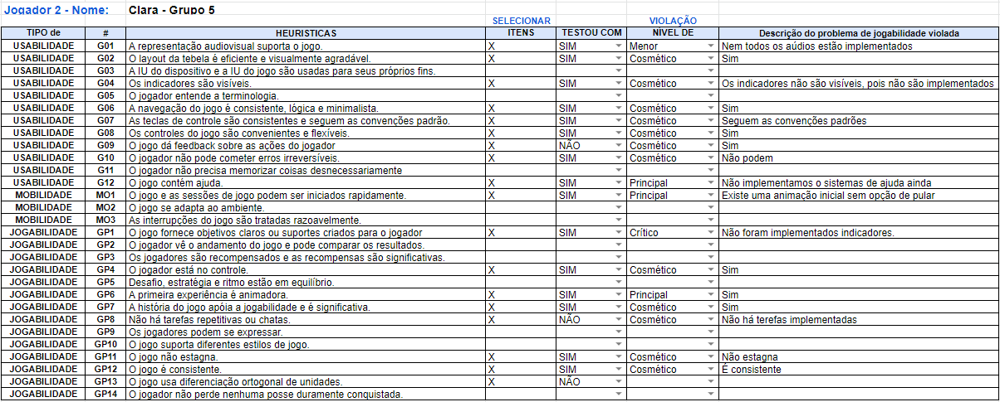 Jogador 2 - Nome: Clara - Grupo 5
SELECIONAR VIOLAÇÃO
TIPO de # HEURISTICAS ITENS TESTOU COM NÍVEL DE Descrição do problema de jogabilidade violada
USABILIDADE G01 A representação audiovisual suporta o jogo. X SIM Menor Nem todos os aúdios estão implementados
USABILIDADE G02 O layout da tebela é eficiente e visualmente agradável. X SIM Cosmético Sim
USABILIDADE G03 A IU do dispositivo e a IU do jogo são usadas para seus próprios fins.
USABILIDADE G04 Os indicadores são visíveis. X SIM Cosmético Os indicadores não são visíveis, pois não são implementados
USABILIDADE G05 O jogador entende a terminologia.
USABILIDADE G06 A navegação do jogo é consistente, lógica e minimalista. X SIM Cosmético Sim
USABILIDADE G07 As teclas de controle são consistentes e seguem as convenções padrão. X SIM Cosmético Seguem as convenções padrões
USABILIDADE G08 Os controles do jogo são convenientes e flexíveis. X SIM Cosmético Sim
USABILIDADE G09 O jogo dá feedback sobre as ações do jogador X NÃO Cosmético Sim
USABILIDADE G10 O jogador não pode cometer erros irreversíveis. X SIM Cosmético Não podem
USABILIDADE G11 O jogador não precisa memorizar coisas desnecessariamente
USABILIDADE G12 O jogo contém ajuda. X SIM Principal Não implementamos o sistemas de ajuda ainda
MOBILIDADE MO1 O jogo e as sessões de jogo podem ser iniciados rapidamente. X SIM Principal Existe uma animação inicial sem opção de pular
MOBILIDADE MO2 O jogo se adapta ao ambiente.
MOBILIDADE MO3 As interrupções do jogo são tratadas razoavelmente.
JOGABILIDADE GP1 O jogo fornece objetivos claros ou suportes criados para o jogador X SIM Crítico Não foram implementados indicadores.
JOGABILIDADE GP2 O jogador vê o andamento do jogo e pode comparar os resultados.
JOGABILIDADE GP3 Os jogadores são recompensados e as recompensas são significativas.
JOGABILIDADE GP4 O jogador está no controle. X SIM Cosmético Sim
JOGABILIDADE GP5 Desafio, estratégia e ritmo estão em equilíbrio.
JOGABILIDADE GP6 A primeira experiência é animadora. X SIM Principal Sim
JOGABILIDADE GP7 A história do jogo apóia a jogabilidade e é significativa. X SIM Cosmético Sim
JOGABILIDADE GP8 Não há tarefas repetitivas ou chatas. X NÃO Cosmético Não há terefas implementadas
JOGABILIDADE GP9 Os jogadores podem se expressar.
JOGABILIDADE GP10 O jogo suporta diferentes estilos de jogo.
JOGABILIDADE GP11 O jogo não estagna. X SIM Cosmético Não estagna
JOGABILIDADE GP12 O jogo é consistente. X SIM Cosmético É consistente
JOGABILIDADE GP13 O jogo usa diferenciação ortogonal de unidades. X NÃO
JOGABILIDADE GP14 O jogador não perde nenhuma posse duramente conquistada.